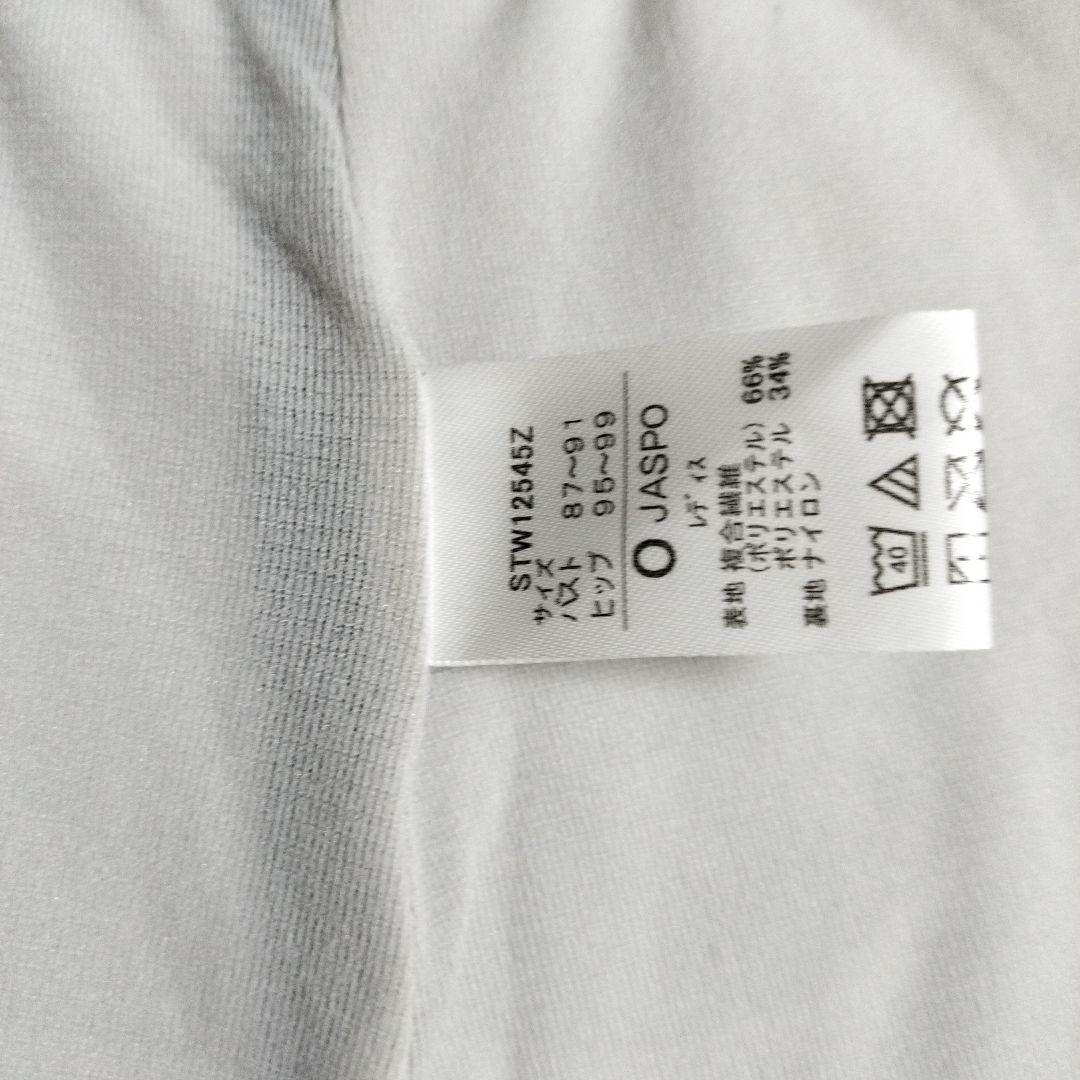 STW12545Z
サイズ
バスト 87～91
ヒップ 95～99
O JASPO
レディス
表地 複合繊維
(ポリエステル) 66%
ポリエステル 34%
裏地 ナイロン
40